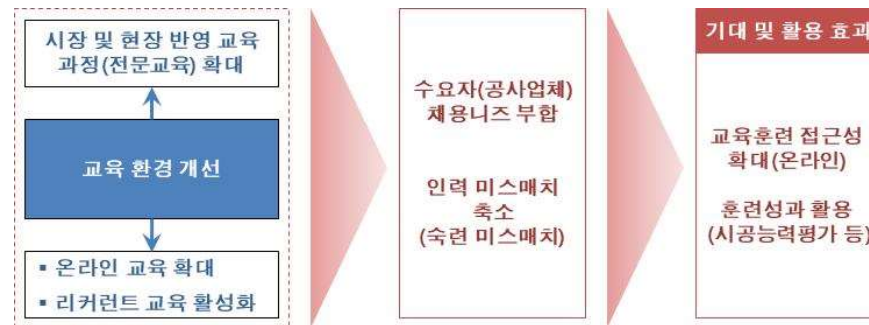 시장 및 현장 반영 교육
과정(전문교육) 확대
교육 환경 개선
▪ 온라인 교육 확대
▪ 리커런트 교육 활성화
수요자(공사업체)
채용니즈 부합
인력 미스매치
축소
(숙련 미스매치)
기대 및 활용 효과
교육훈련 접근성
확대(온라인)
훈련성과 활용
(시공능력평가 등)